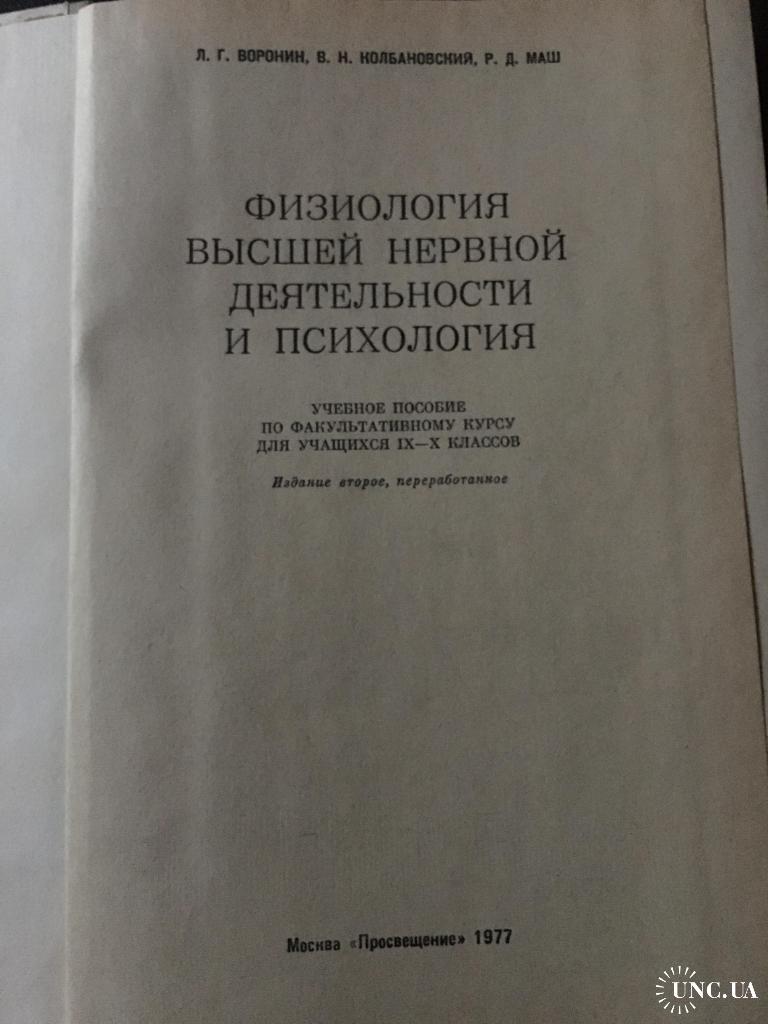 Л. Г. ВОРОНИН, В. Н. КОЛБАНОВСКИЙ, Р. Д. МАШ
ФИЗИОЛОГИЯ
ВЫСШЕЙ НЕРВНОЙ
ДЕЯТЕЛЬНОСТИ
И ПСИХОЛОГИЯ
УЧЕБНОЕ ПОСОБИЕ
ПО ФАКУЛЬТАТИВНОМУ КУРСУ
ДЛЯ УЧАЩИХСЯ IX—X КЛАССОВ
Издание второе, переработанное
Москва «Просвещение» 1977
UNC.UA